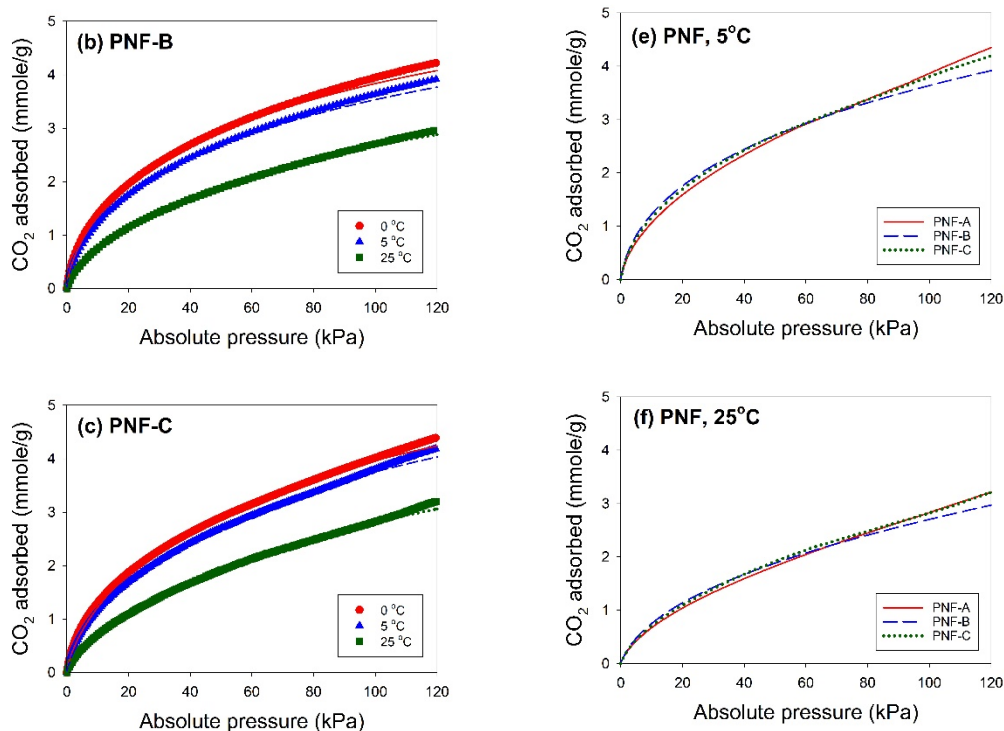 (b) PNF-B
CO2 adsorbed (mmole/g)
5
4
3
2
1
0
0 °C
5 °C
25 °C
0 20 40 60 80 100 120
Absolute pressure (kPa)
(e) PNF, 5°C
CO2 adsorbed (mmole/g)
5
4
3
2
1
0
PNF-A
PNF-B
PNF-C
0 20 40 60 80 100 120
Absolute pressure (kPa)
(c) PNF-C
CO2 adsorbed (mmole/g)
5
4
3
2
1
0
0 °C
5 °C
25 °C
0 20 40 60 80 100 120
Absolute pressure (kPa)
(f) PNF, 25°C
CO2 adsorbed (mmole/g)
5
4
3
2
1
0
PNF-A
PNF-B
PNF-C
0 20 40 60 80 100 120
Absolute pressure (kPa)